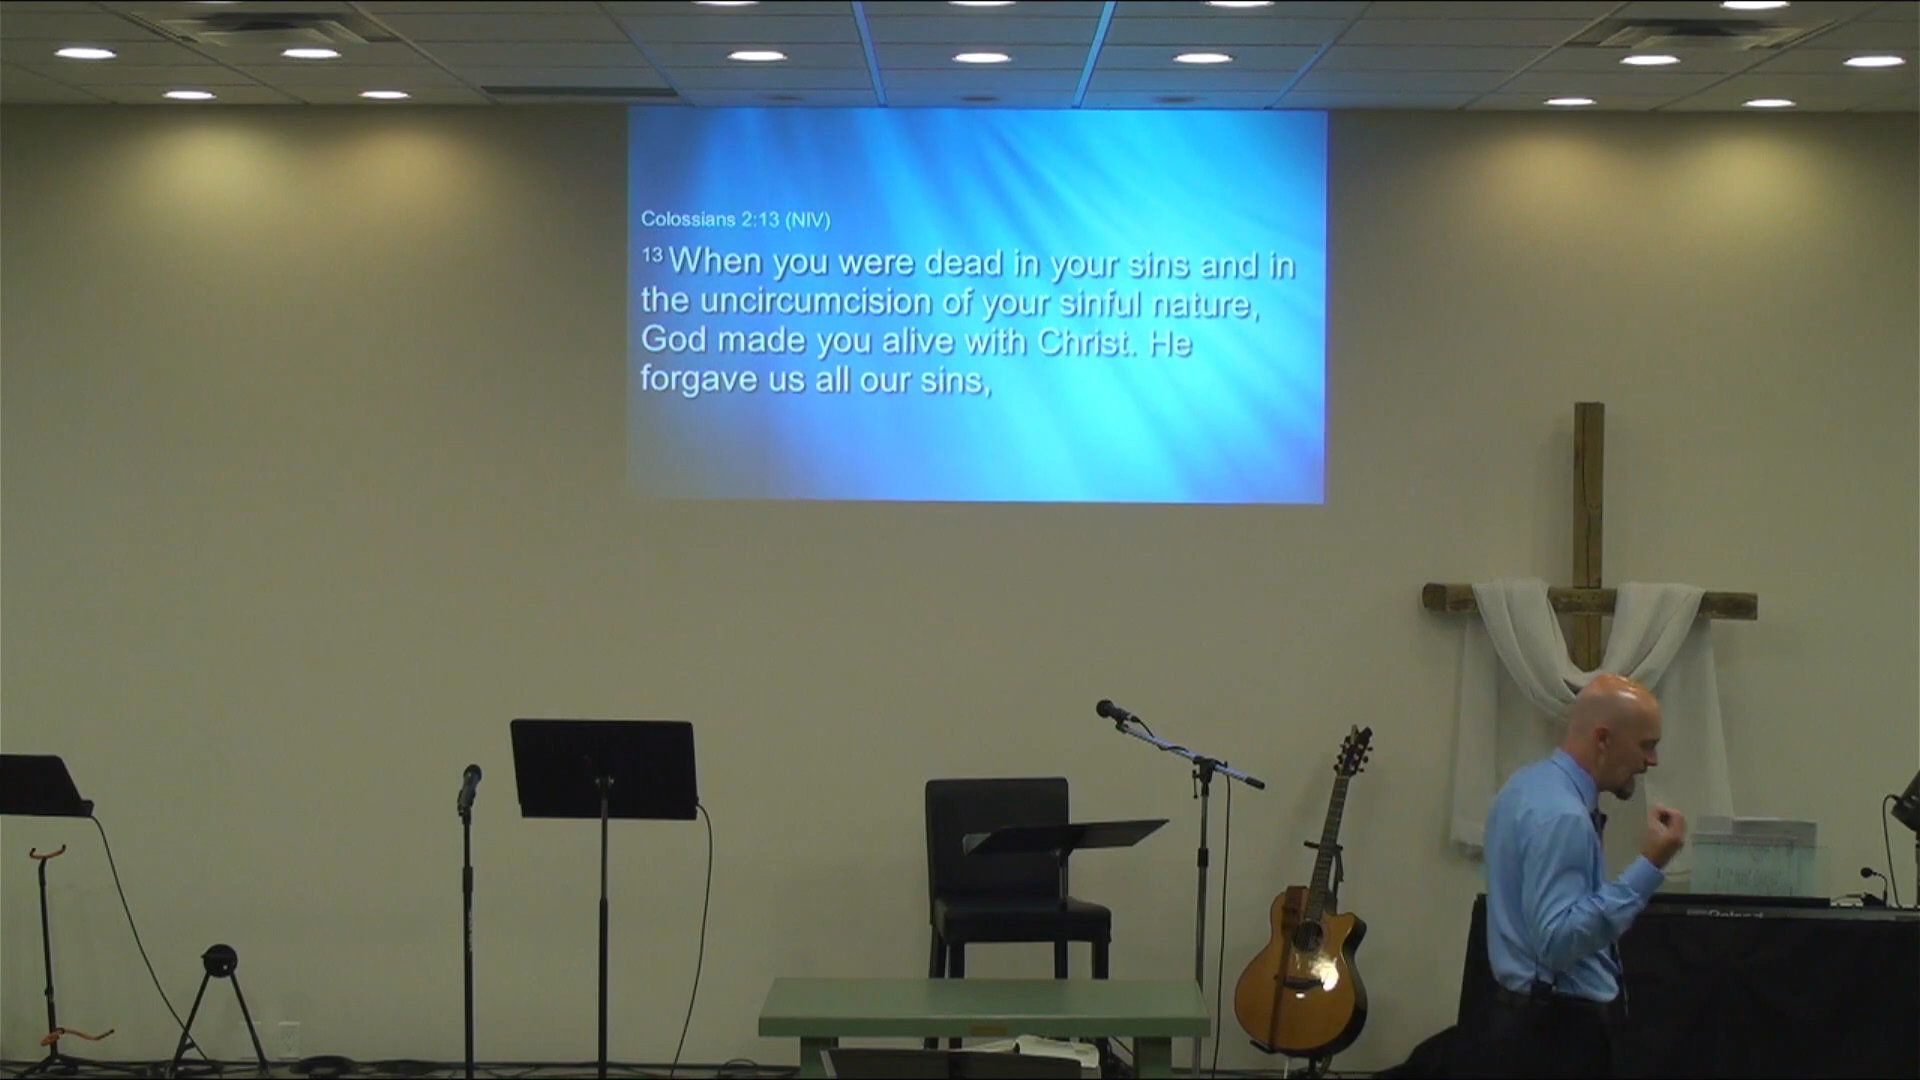 Colossians 2:13 (NIV)
13 When you were dead in your sins and in
the uncircumcision of your sinful nature,
God made you alive with Christ. He
forgave us all our sins,
Roland